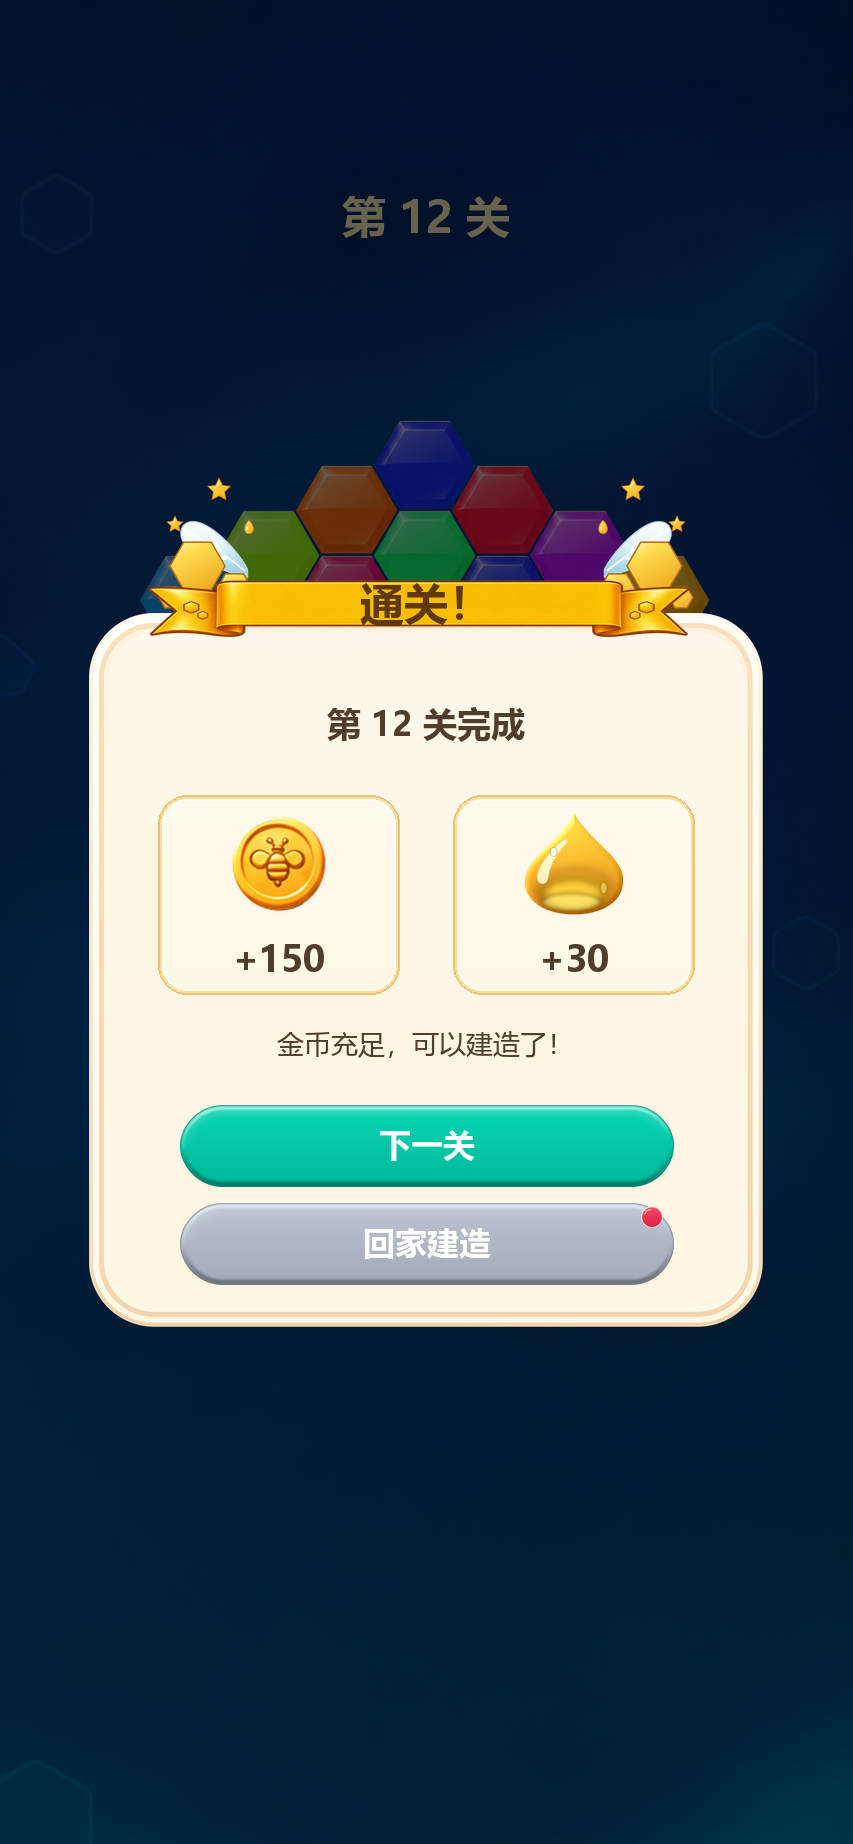 第 12 关
通关！
第 12 关完成
+150
+30
金币充足，可以建造了！
下一关
回家建造